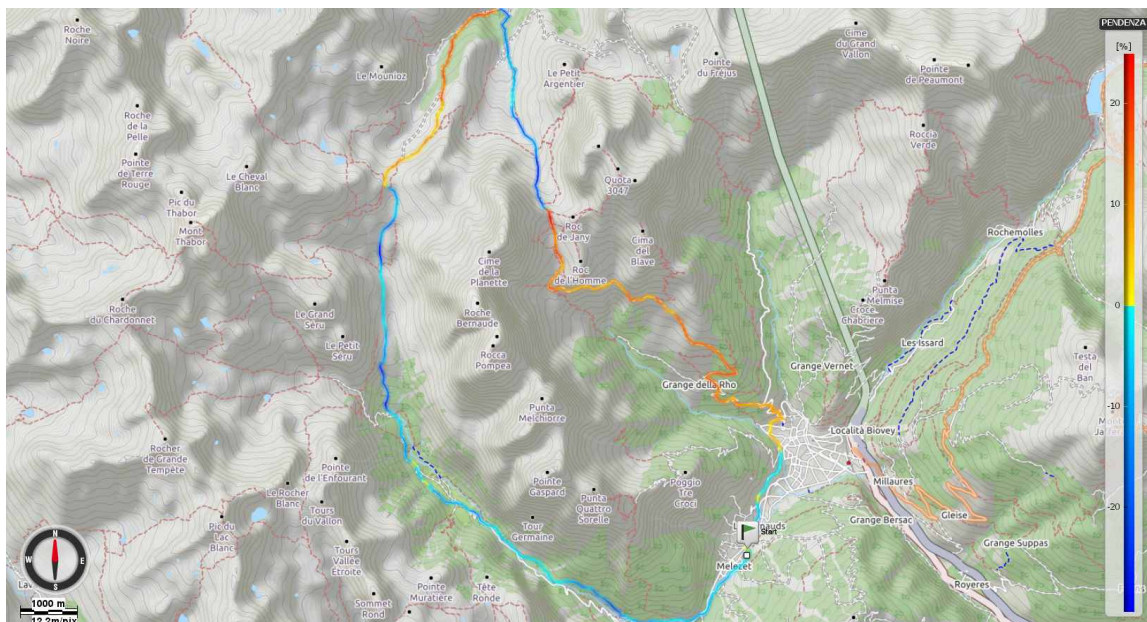 PENDENZA
[%]
20
10
0
-10
-20
Roche
Noire
Cime
du Grand
Vallon
Le Mounioz
Le Petit
Argentier
Pointe
du Fréjus
Pointe
de Peaumont
Roche
de la
Pelle
Roccia
Verde
Pointe
de Terre
Rouge
Le Cheval
Blanc
Quota
3047
Pic du
Thabor
Mont
Thabor
Roc
de Jany
Cima
del
Blave
Rochemolles
Cime
de la
Planette
Roc
de l'Homme
Punta
Melmise
Croce
Chabrière
Roche
du Chardonnet
Le Grand
Séru
Roche
Bernaude
Le Petit
Séru
Rocca
Pompea
Les Issard
Testa
del
Ban
Grange Vernet
Grange della Rho
Punta
Melchiorre
Località Biovey
Rocher
de Grande
Tempête
Pointe
de l'Enfourant
Pointe
Gaspard
Poggio
Tre
Croci
Millaures
Le Rocher
Blanc
Tours
du Vallon
Punta
Quattro
Sorelle
Gleise
Pic du
Lac
Blanc
Tour
Germaine
Grange Bersac
Start
Grange Suppas
Tours
Vallée
Étroite
Melezet
N
W
E
S
Pointe
Muratière
Tête
Ronde
Royeres
Sommet
Rond
1000 m
12.2m/pix